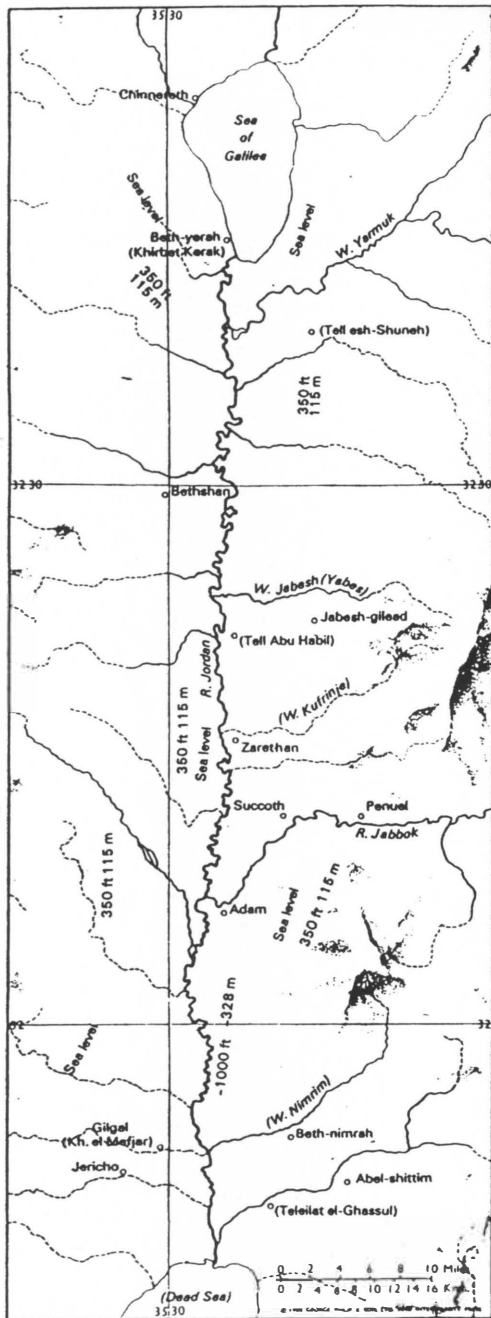 35 30
Chinnereth
Sea
of
Galilee
Sea level
Sea level
W. Yarmuk
Beth-yerah
(Khirbet Kerak)
350 ft
115 m
(Tell esh-Shuneh)
350 ft
115 m
32 30
32 30
Bethshan
W. Jabesh (Yabes)
Jabesh-gilead
(Tell Abu Habil)
R. Jordan
350 ft 115 m
Sea level
(W. Kufrinje)
Zarethan
Succoth
Penuel
R. Jabbok
350 ft 115 m
Adam
Sea level
350 ft 115 m
32
32
-1000 ft -328 m
Sea level
(W. Nimrim)
Gilgal
(Kh. el-Mefjar)
Beth-nimrah
Jericho
Abel-shittim
(Teleilat el-Ghassul)
0 2 4 6 8 10 Miles
0 2 4 6 8 10 12 14 16 Km.
(Dead Sea)
35 30